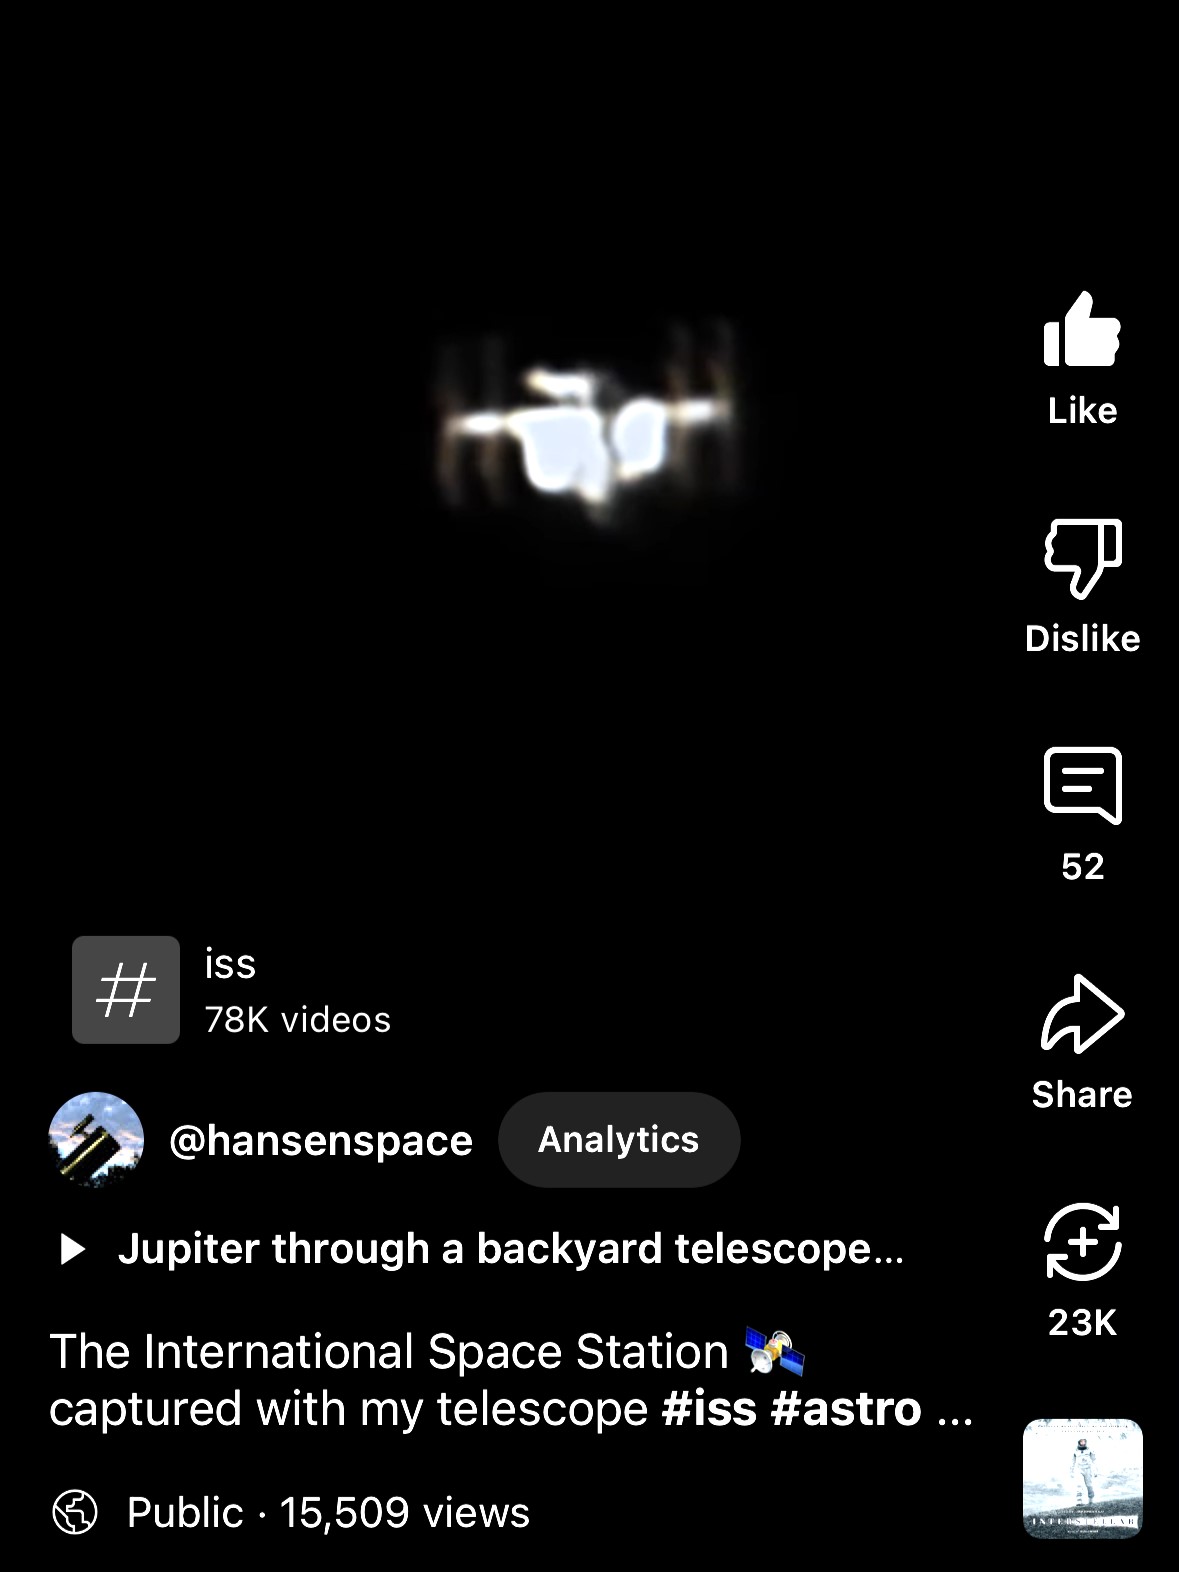 Like
Dislike
52
Share
23K
#
iss
78K videos
@hansenspace
Analytics
Jupiter through a backyard telescope...
The International Space Station 🛰️
captured with my telescope #iss #astro ...
Public · 15,509 views
INTERSTELLAR